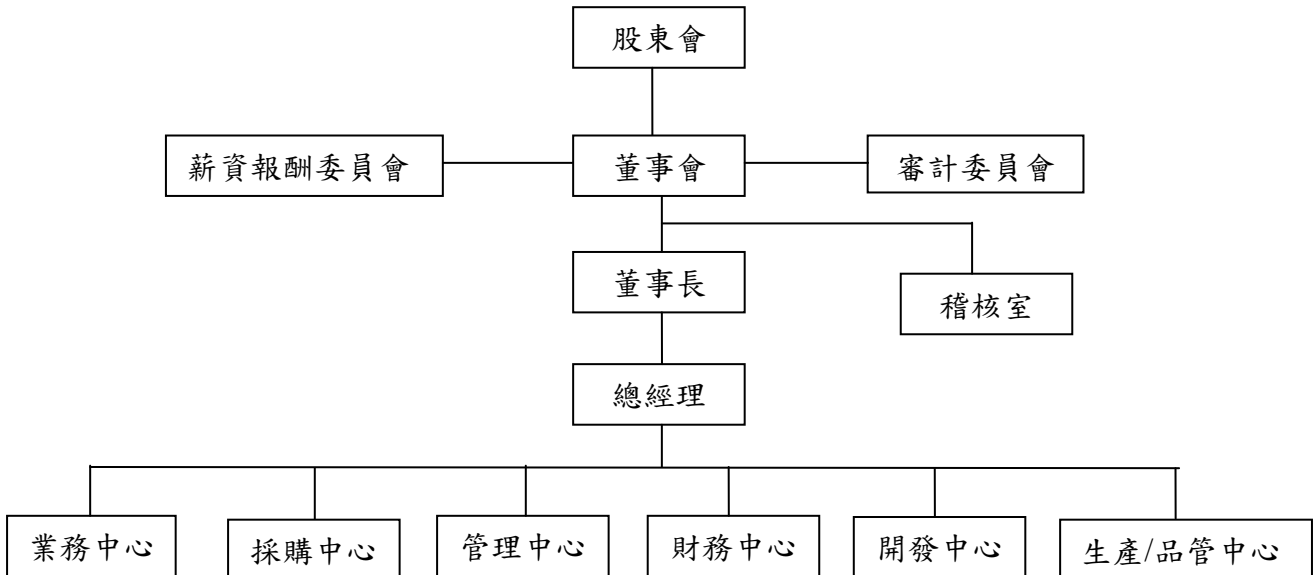 股東會
薪資報酬委員會
董事會
審計委員會
董事長
稽核室
總經理
業務中心
採購中心
管理中心
財務中心
開發中心
生產/品管中心